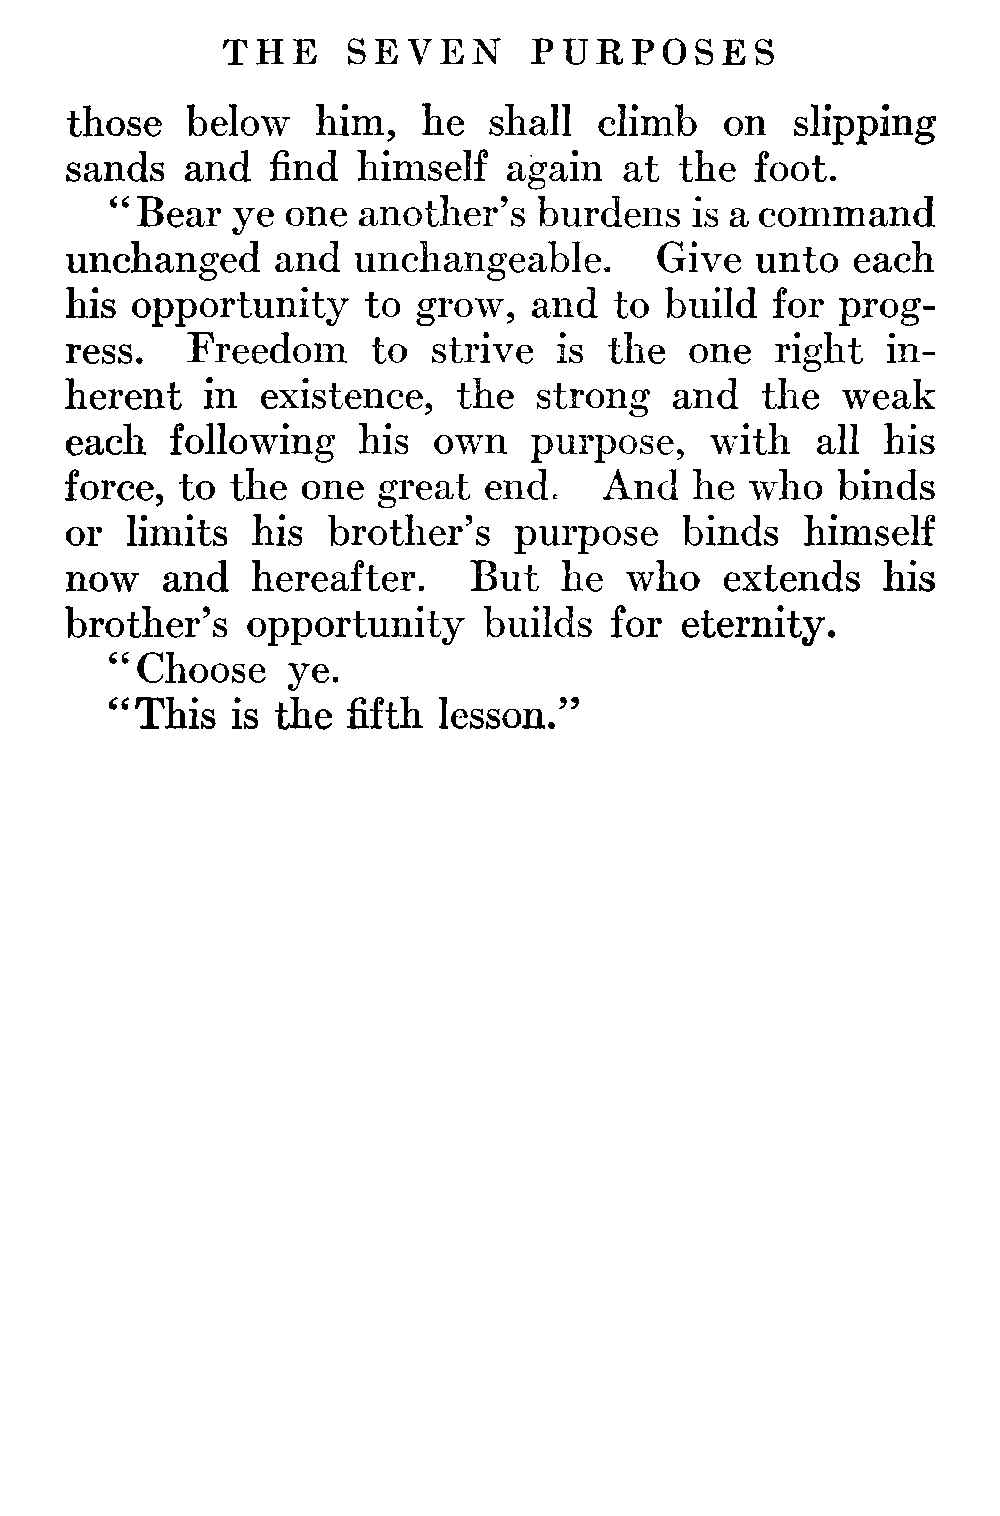 THE SEVEN PURPOSES
those below him, he shall climb on slipping
sands and find himself again at the foot.
“Bear ye one another’s burdens is a command
unchanged and unchangeable. Give unto each
his opportunity to grow, and to build for prog-
ress. Freedom to strive is the one right in-
herent in existence, the strong and the weak
each following his own purpose, with all his
force, to the one great end. And he who binds
or limits his brother’s purpose binds himself
now and hereafter. But he who extends his
brother’s opportunity builds for eternity.
“Choose ye.
“This is the fifth lesson.”